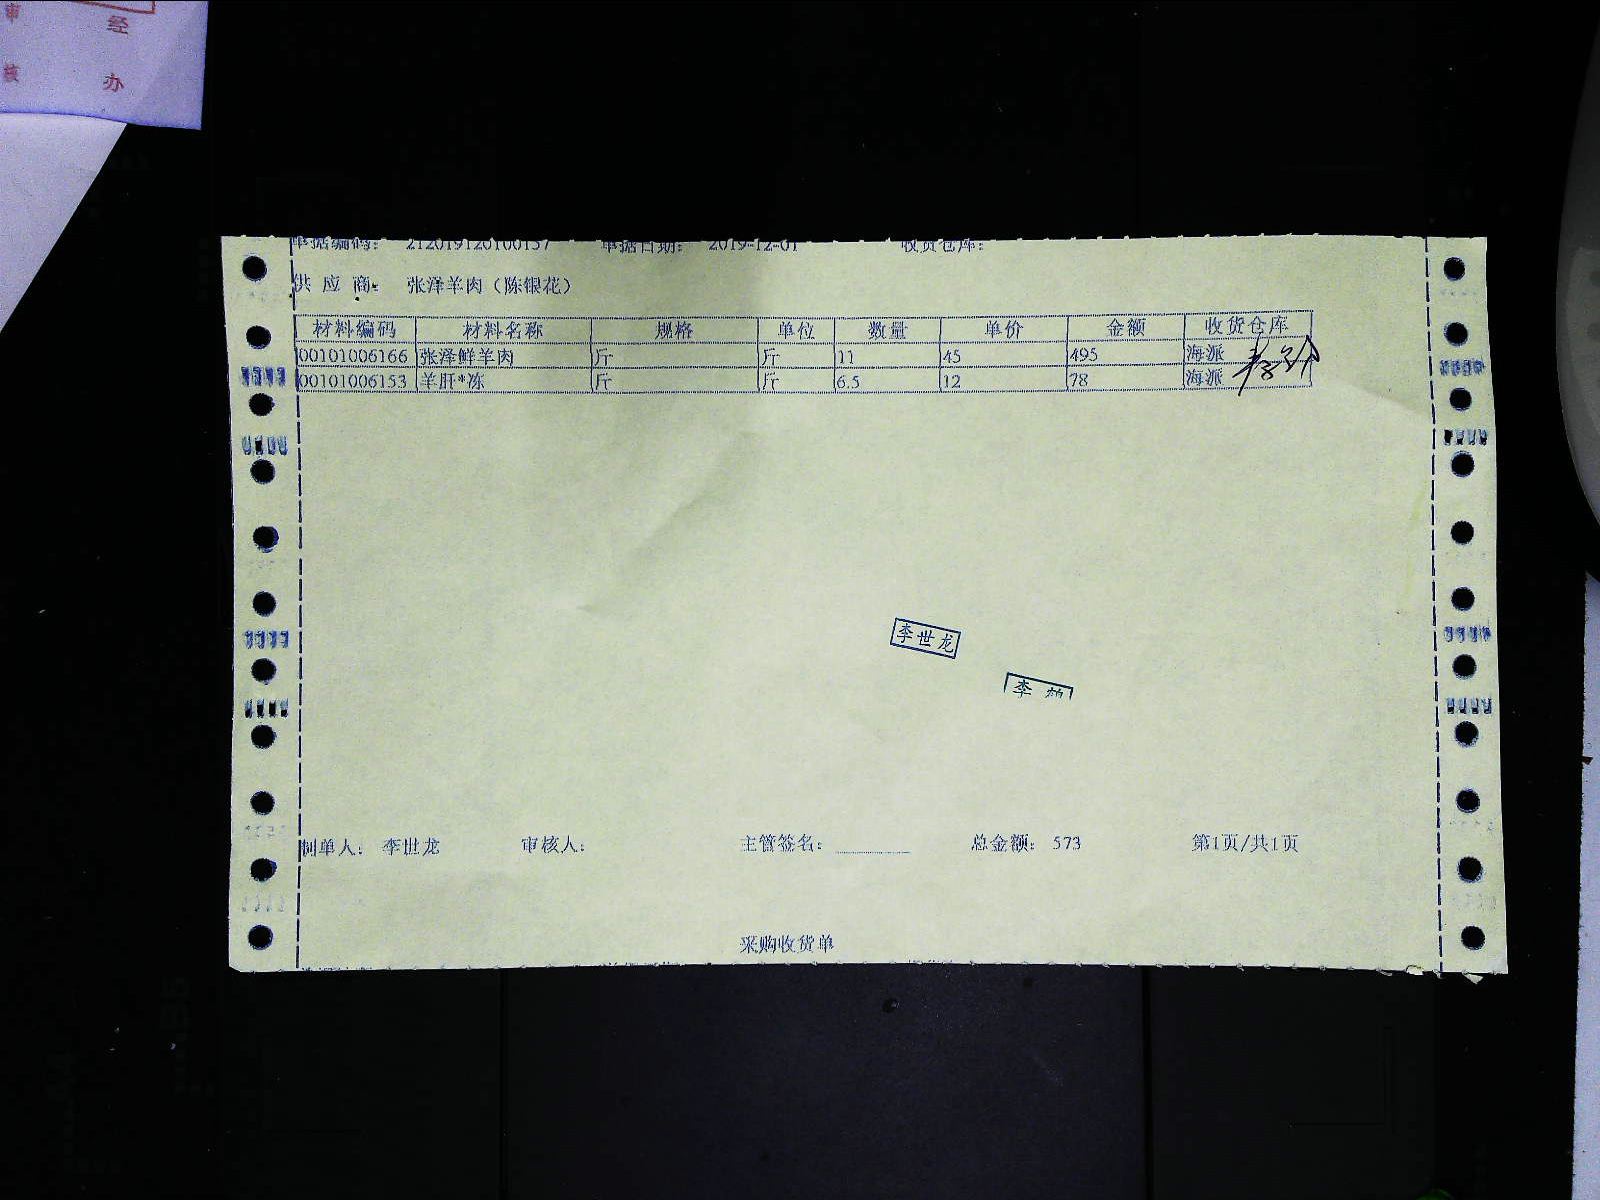 审 经
核 办
单据编码： 212019120100137 单据日期： 2019-12-01 收货仓库：
供 应 商： 张泽羊肉（陈银花）
材料编码 材料名称 规格 单位 数量 单价 金额 收货仓库
00101006166 张泽鲜羊肉 斤 斤 11 45 495 海派
00101006153 羊肝*冻 斤 斤 6.5 12 78 海派
李世龙
李
制单人： 李世龙 审核人： 主管签名： 总金额： 573 第1页/共1页
采购收货单